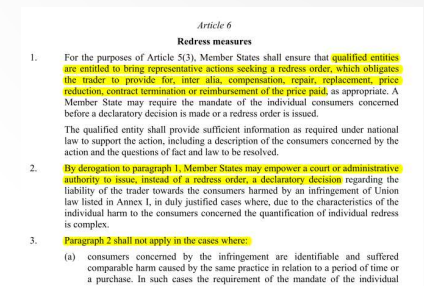 Article 6
Redress measures
1. For the purposes of Article 5(3), Member States shall ensure that qualified entities
are entitled to bring representative actions seeking a redress order, which obligates
the trader to provide for, inter alia, compensation, repair, replacement, price
reduction, contract termination or reimbursement of the price paid, as appropriate. A
Member State may require the mandate of the individual consumers concerned
before a declaratory decision is made or a redress order is issued.
The qualified entity shall provide sufficient information as required under national
law to support the action, including a description of the consumers concerned by the
action and the questions of fact and law to be resolved.
2. By derogation to paragraph 1, Member States may empower a court or administrative
authority to issue, instead of a redress order, a declaratory decision regarding the
liability of the trader towards the consumers harmed by an infringement of Union
law listed in Annex I, in duly justified cases where, due to the characteristics of the
individual harm to the consumers concerned the quantification of individual redress
is complex.
3. Paragraph 2 shall not apply in the cases where:
(a) consumers concerned by the infringement are identifiable and suffered
comparable harm caused by the same practice in relation to a period of time or
a purchase. In such cases the requirement of the mandate of the individual